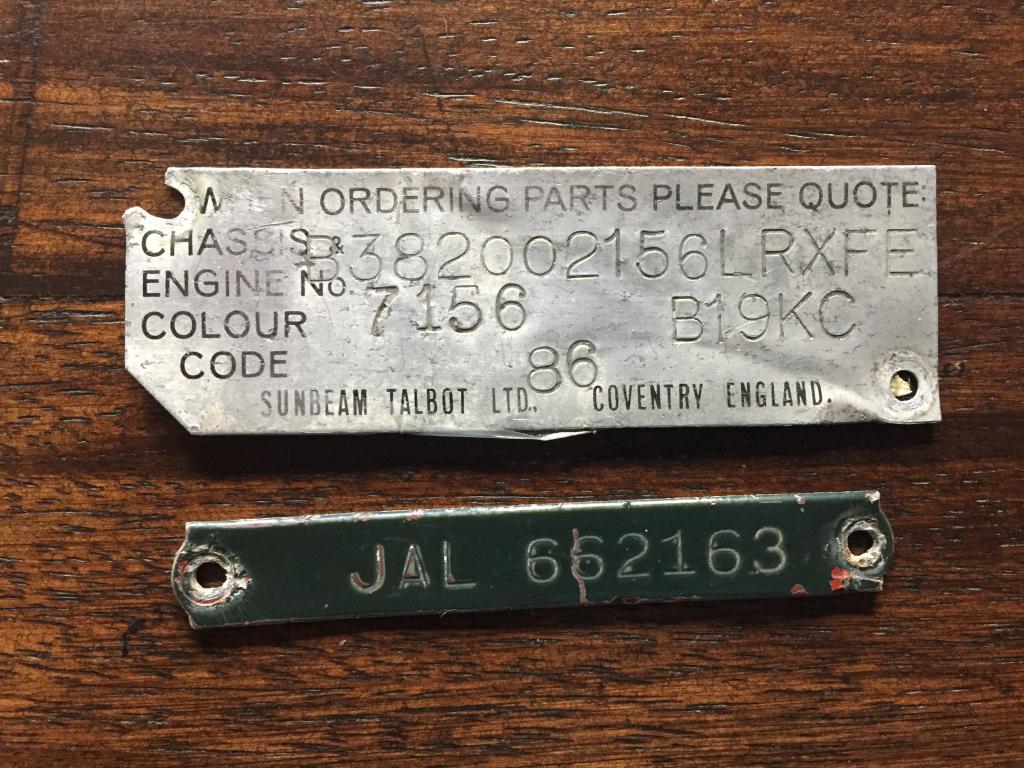 WHEN ORDERING PARTS PLEASE QUOTE:
CHASSIS & B382002156LRXFE
ENGINE No. 7156 B19KC
COLOUR
CODE 86
SUNBEAM TALBOT LTD., COVENTRY ENGLAND.
JAL 662163